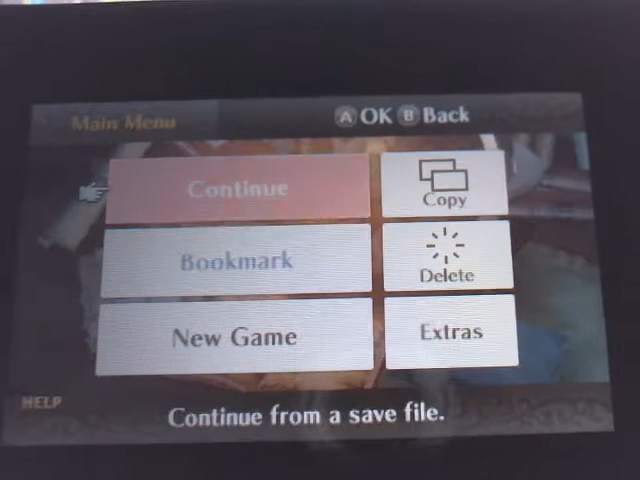 Main Menu
A OK B Back
Continue
Copy
Bookmark
Delete
New Game
Extras
HELP
Continue from a save file.